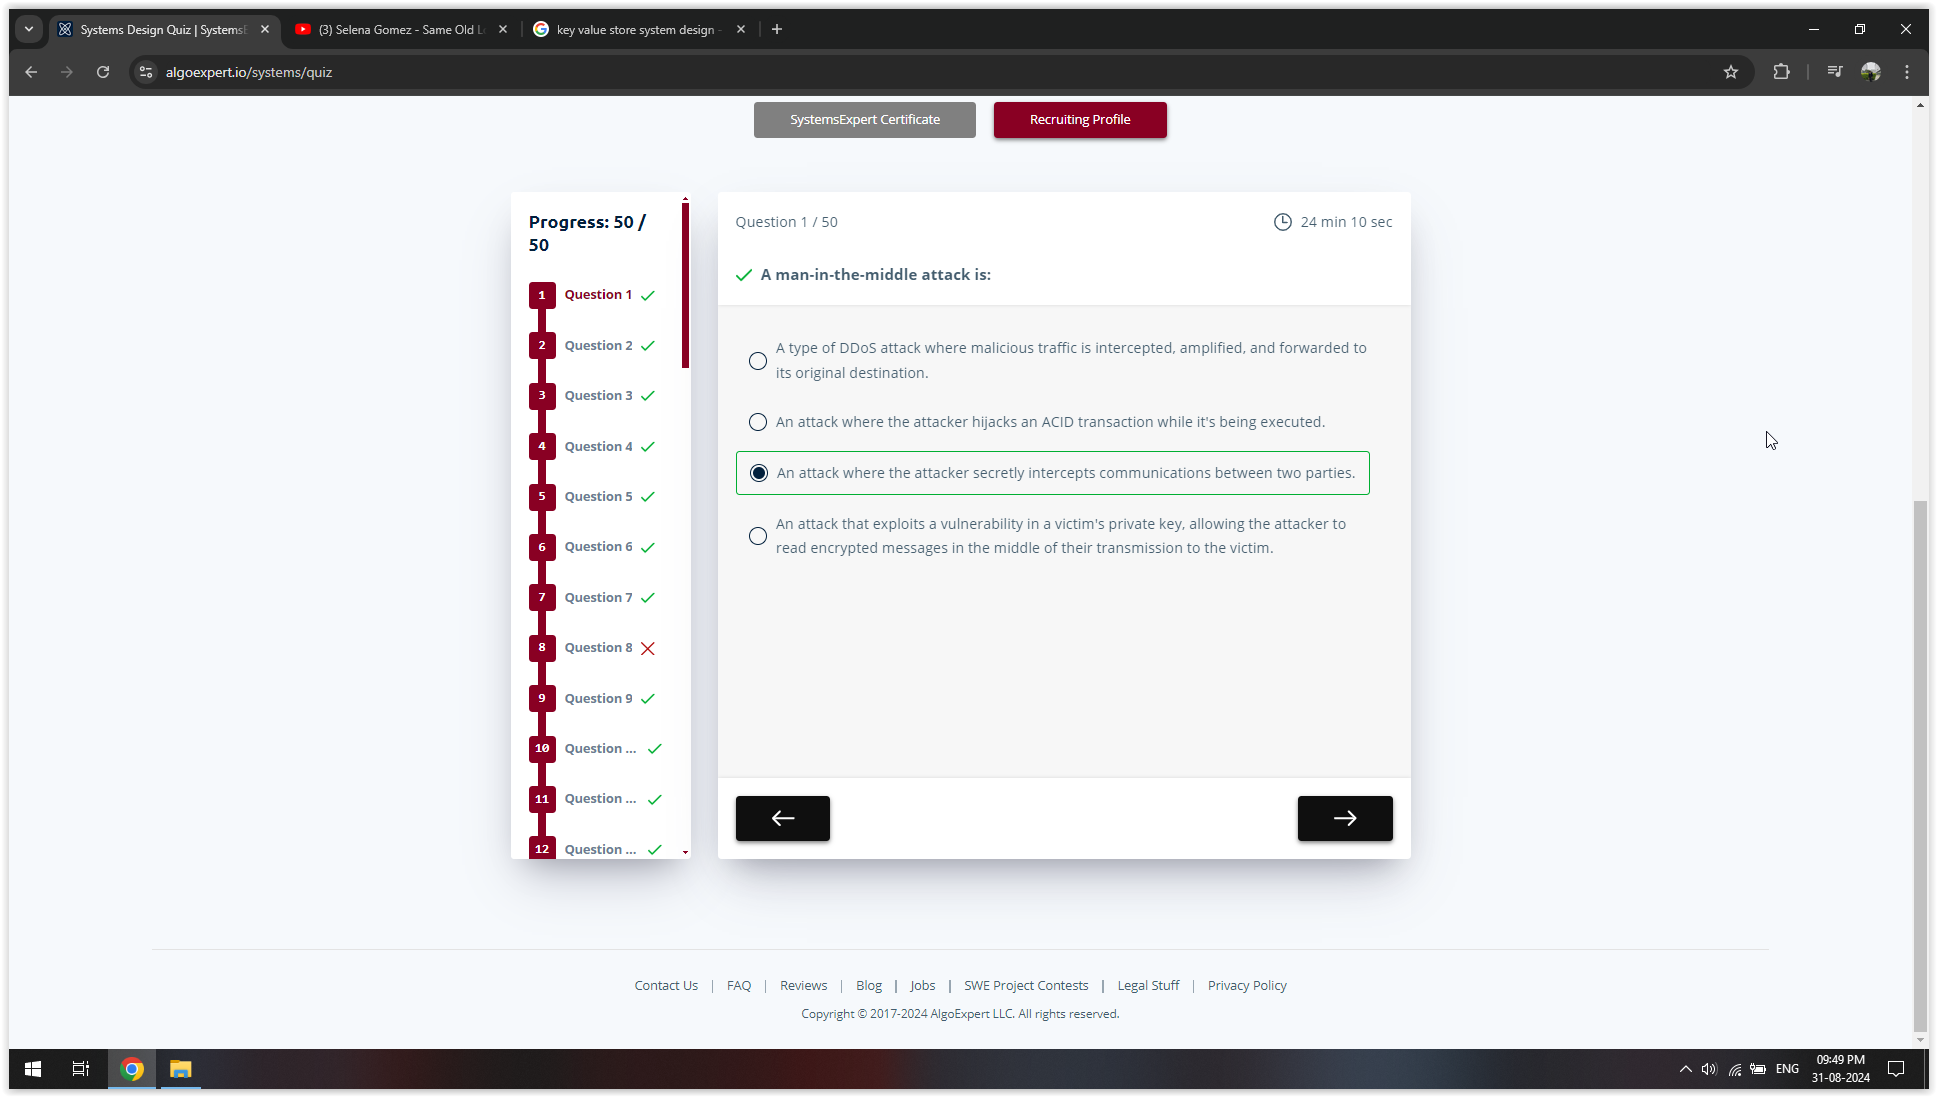 Systems Design Quiz | Systems
(3) Selena Gomez - Same Old L
key value store system design -
algoexpert.io/systems/quiz
SystemsExpert Certificate
Recruiting Profile
Progress: 50 /
50
1 Question 1
2 Question 2
3 Question 3
4 Question 4
5 Question 5
6 Question 6
7 Question 7
8 Question 8
9 Question 9
10 Question ...
11 Question ...
12 Question ...
Question 1 / 50
24 min 10 sec
A man-in-the-middle attack is:
A type of DDoS attack where malicious traffic is intercepted, amplified, and forwarded to
its original destination.
An attack where the attacker hijacks an ACID transaction while it's being executed.
An attack where the attacker secretly intercepts communications between two parties.
An attack that exploits a vulnerability in a victim's private key, allowing the attacker to
read encrypted messages in the middle of their transmission to the victim.
Contact Us | FAQ | Reviews | Blog | Jobs | SWE Project Contests | Legal Stuff | Privacy Policy
Copyright © 2017-2024 AlgoExpert LLC. All rights reserved.
ENG
09:49 PM
31-08-2024